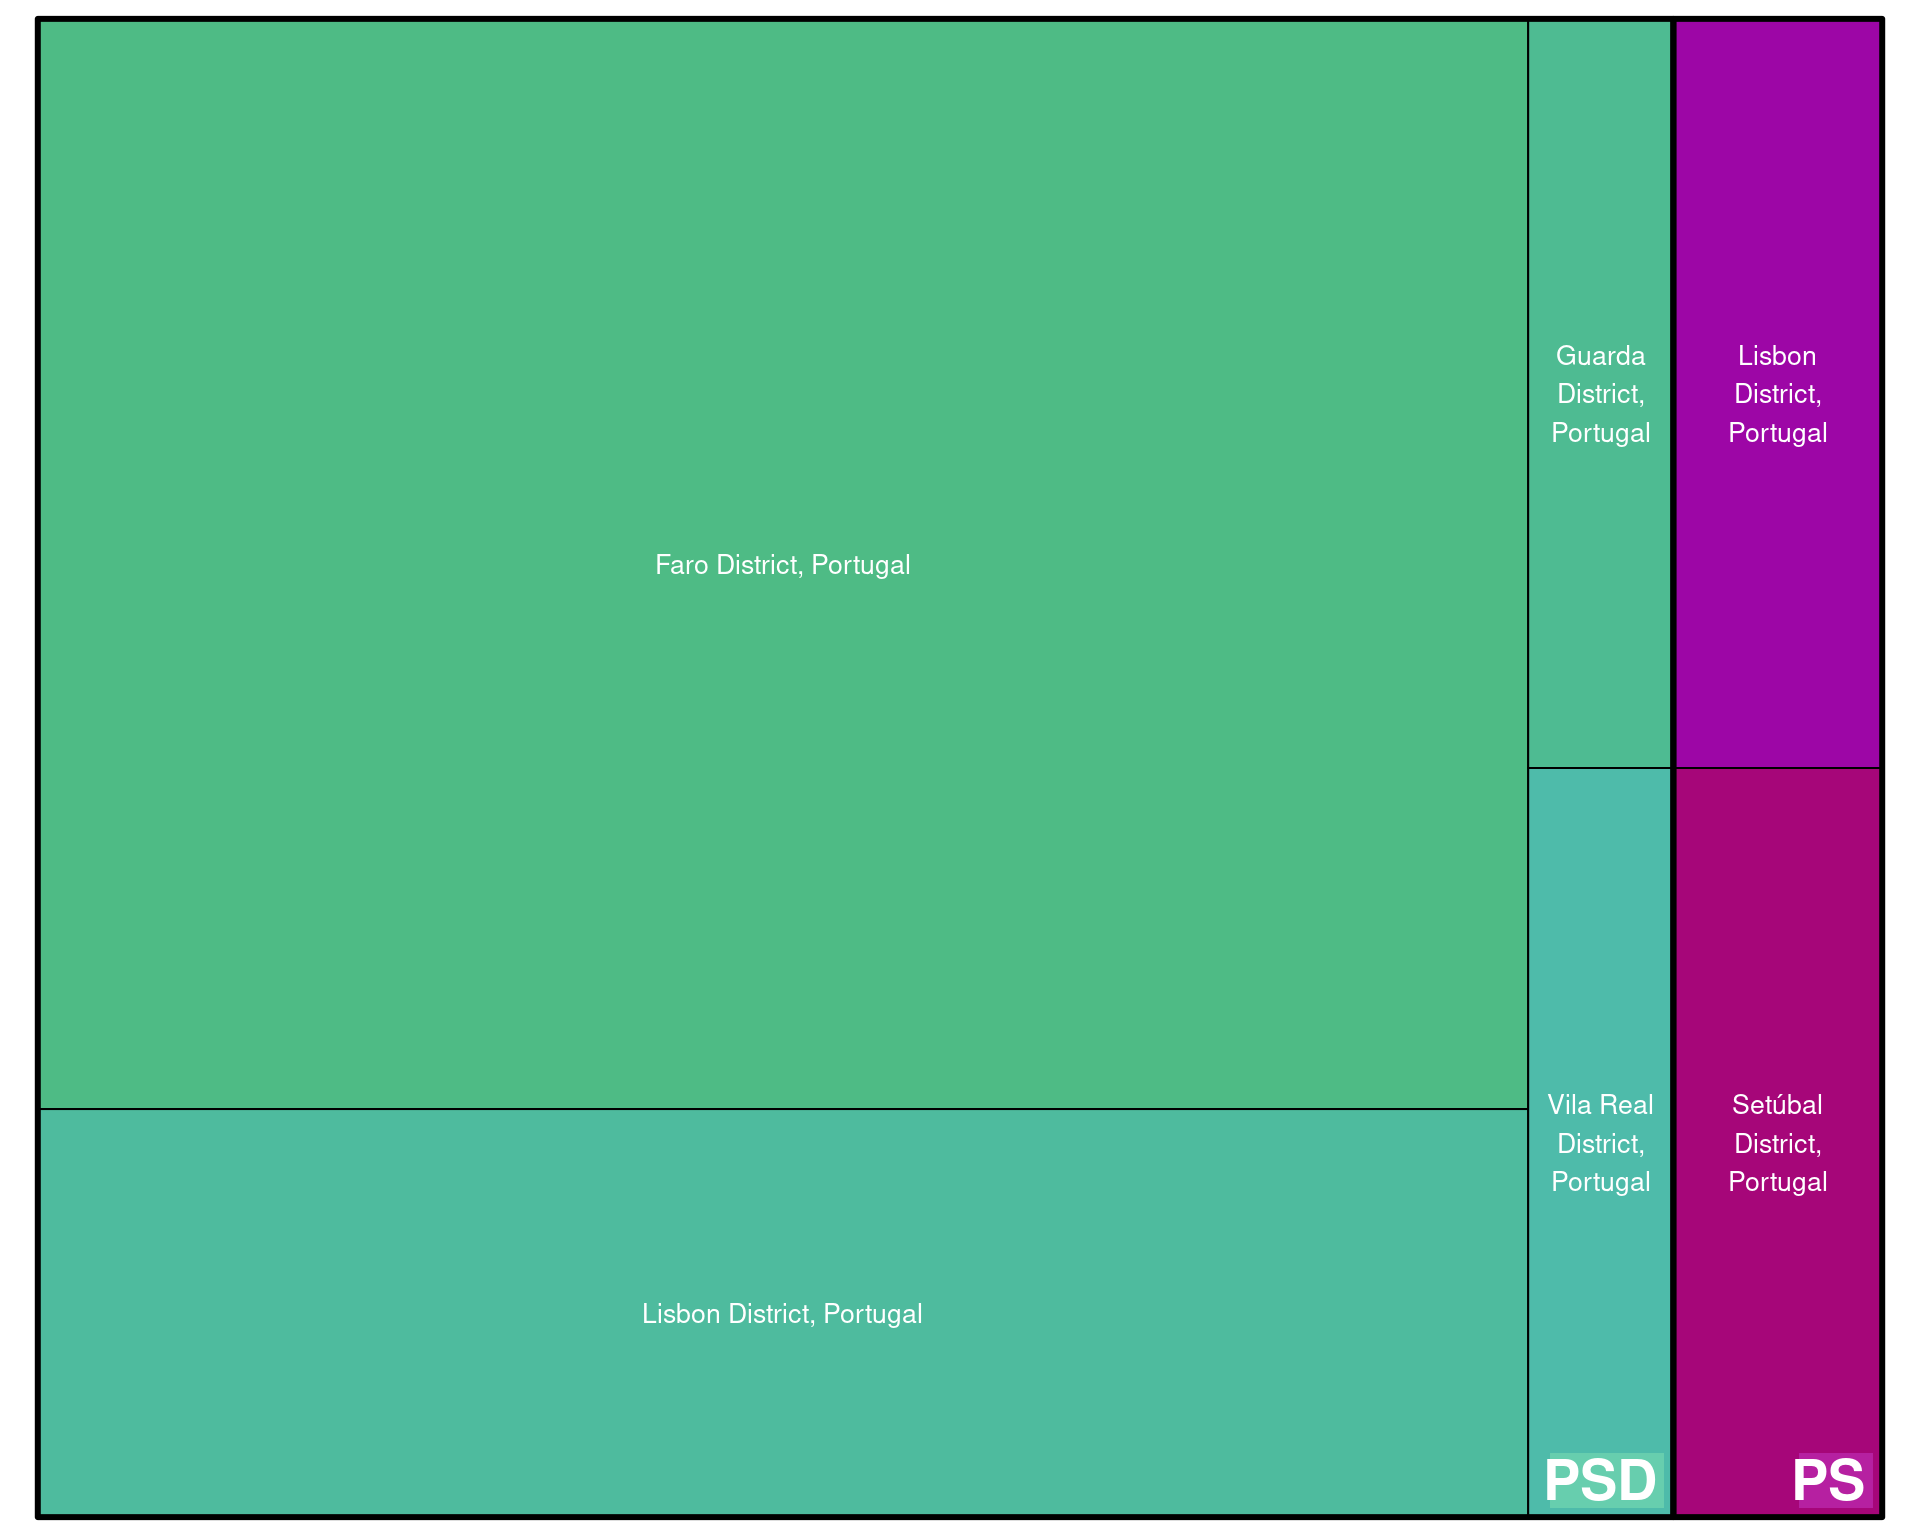 Faro District, Portugal
Lisbon District, Portugal
Guarda
District,
Portugal
Vila Real
District,
Portugal
PSD
Lisbon
District,
Portugal
Setúbal
District,
Portugal
PS